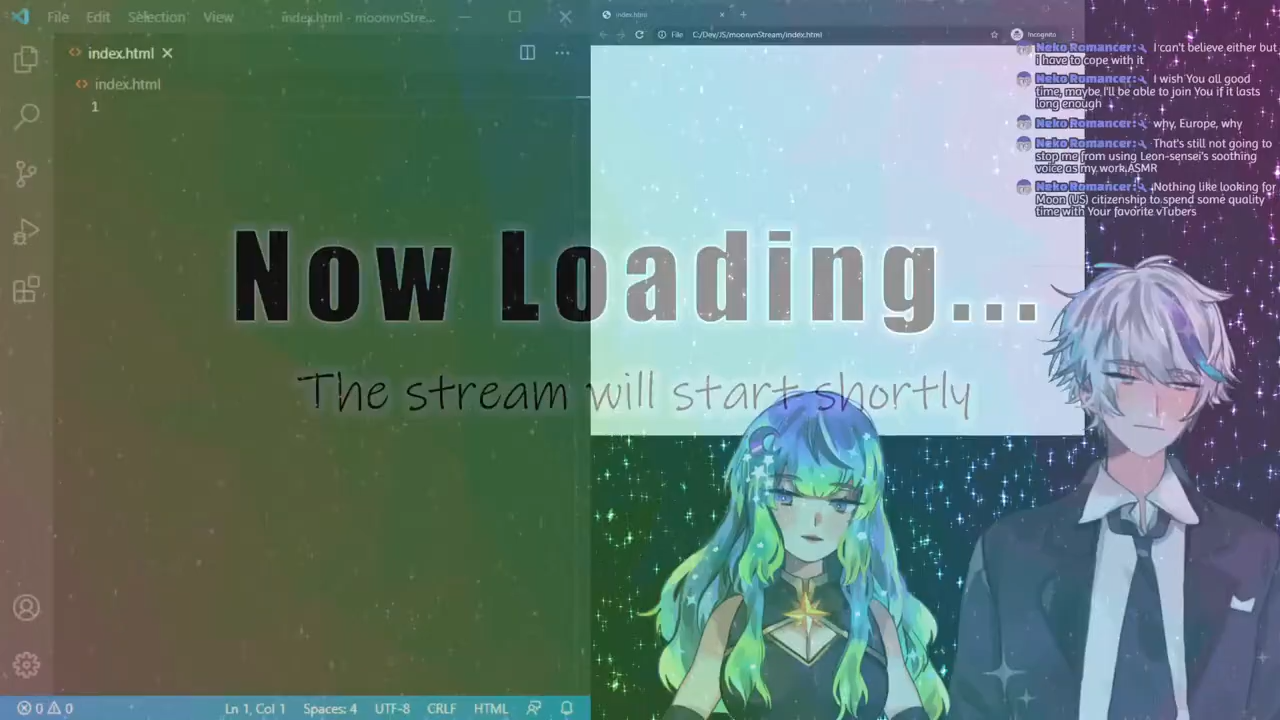 File Edit Selection View index.html - moonvnStre...
index.html
index.html
1
index.html
File C:/Dev/JS/moonvnStream/index.html Incognito
Neko Romancer: I can't believe either but
i have to cope with it
Neko Romancer: I wish You all good
time, maybe I'll be able to join You if it lasts
long enough
Neko Romancer: why, Europe, why
Neko Romancer: That's still not going to
stop me from using Leon-sensei's soothing
voice as my work ASMR
Neko Romancer: Nothing like looking for
Moon (US) citizenship to spend some quality
time with Your favorite vTubers
Now Loading...
The stream will start shortly
0 0 Ln 1, Col 1 Spaces: 4 UTF-8 CRLF HTML